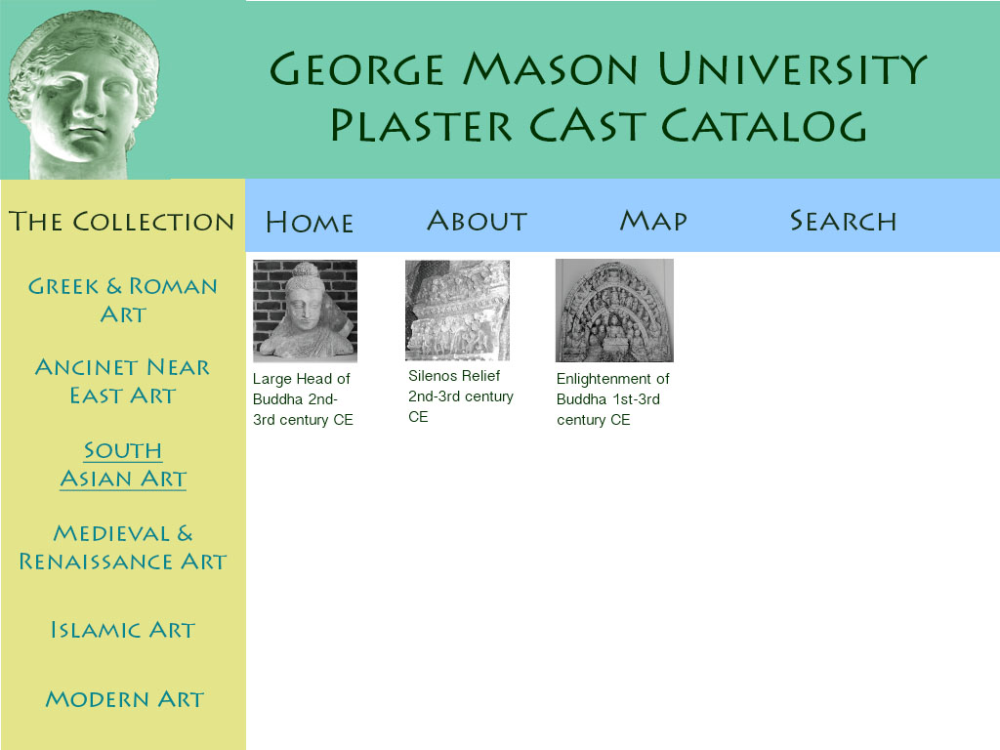 George Mason University
Plaster CAst Catalog
The Collection
Home
About
Map
Search
Greek & Roman
Art
Ancinet Near
East Art
South
Asian Art
Medieval &
Renaissance Art
Islamic Art
Modern Art
Large Head of
Buddha 2nd-
3rd century CE
Silenos Relief
2nd-3rd century
CE
Enlightenment of
Buddha 1st-3rd
century CE